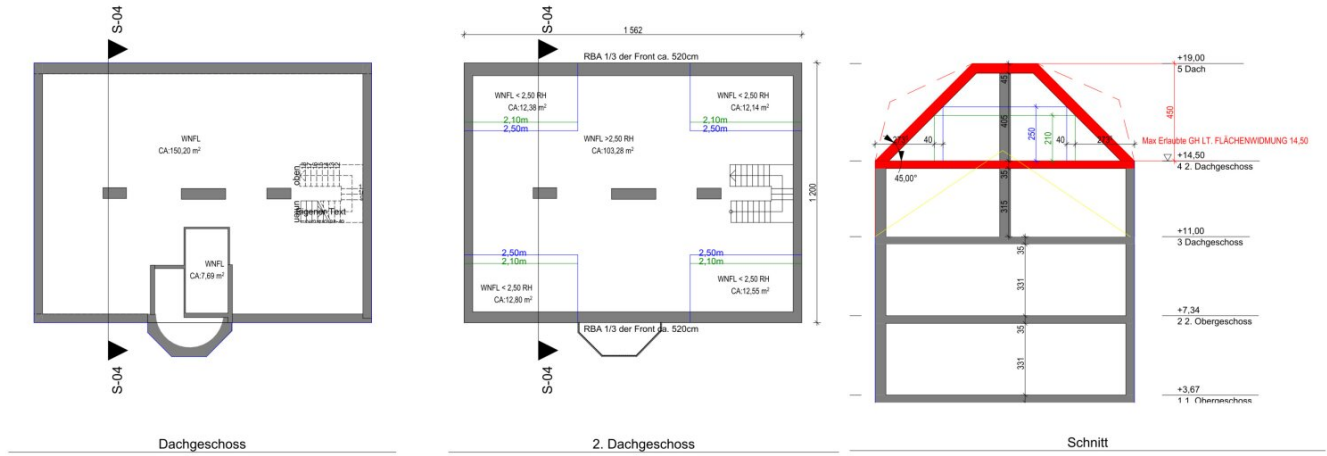 S-04
WNFL
CA:150,20 m²
oben
unten
Eigener Text
WNFL
CA:7,69 m²
S-04
Dachgeschoss
S-04
1 562
RBA 1/3 der Front ca. 520cm
WNFL < 2,50 RH
CA:12,38 m²
WNFL < 2,50 RH
CA:12,14 m²
2,10m
2,10m
2,50m
2,50m
WNFL >2,50 RH
CA:103,28 m²
1 200
2,50m
2,50m
2,10m
2,10m
WNFL < 2,50 RH
CA:12,80 m²
WNFL < 2,50 RH
CA:12,55 m²
RBA 1/3 der Front ca. 520cm
S-04
2. Dachgeschoss
+19,00
5 Dach
45
450
405
250
210
40
40
Max Erlaubte GH LT. FLÄCHENWIDMUNG 14,50
+14,50
4 2. Dachgeschoss
45,00°
35
315
+11,00
3 Dachgeschoss
35
331
+7,34
2 2. Obergeschoss
35
331
+3,67
1 1. Obergeschoss
Schnitt